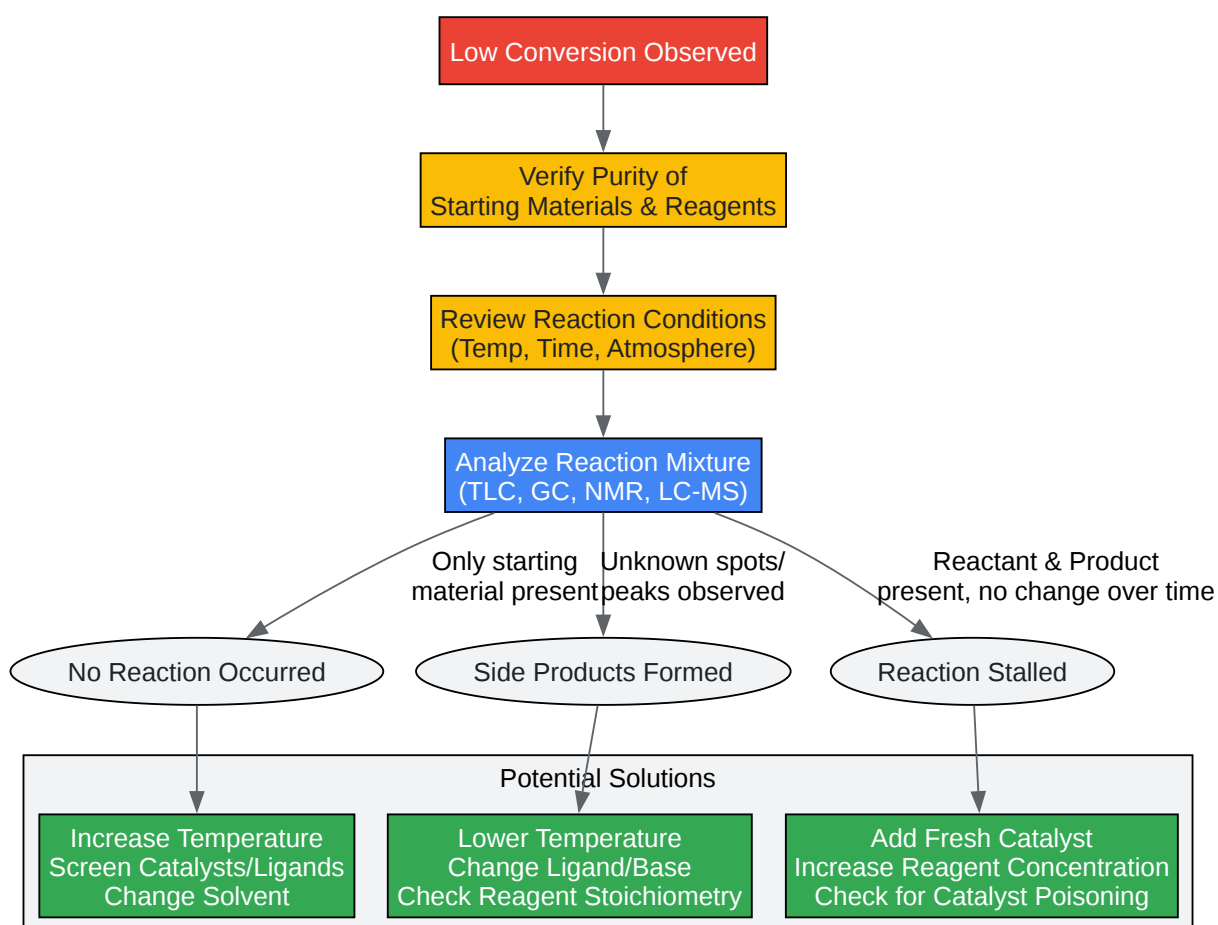 Low Conversion Observed
Verify Purity of
Starting Materials & Reagents
Review Reaction Conditions
(Temp, Time, Atmosphere)
Analyze Reaction Mixture
(TLC, GC, NMR, LC-MS)
Only starting
material present
Unknown spots/
peaks observed
Reactant & Product
present, no change over time
No Reaction Occurred
Side Products Formed
Reaction Stalled
Potential Solutions
Increase Temperature
Screen Catalysts/Ligands
Change Solvent
Lower Temperature
Change Ligand/Base
Check Reagent Stoichiometry
Add Fresh Catalyst
Increase Reagent Concentration
Check for Catalyst Poisoning